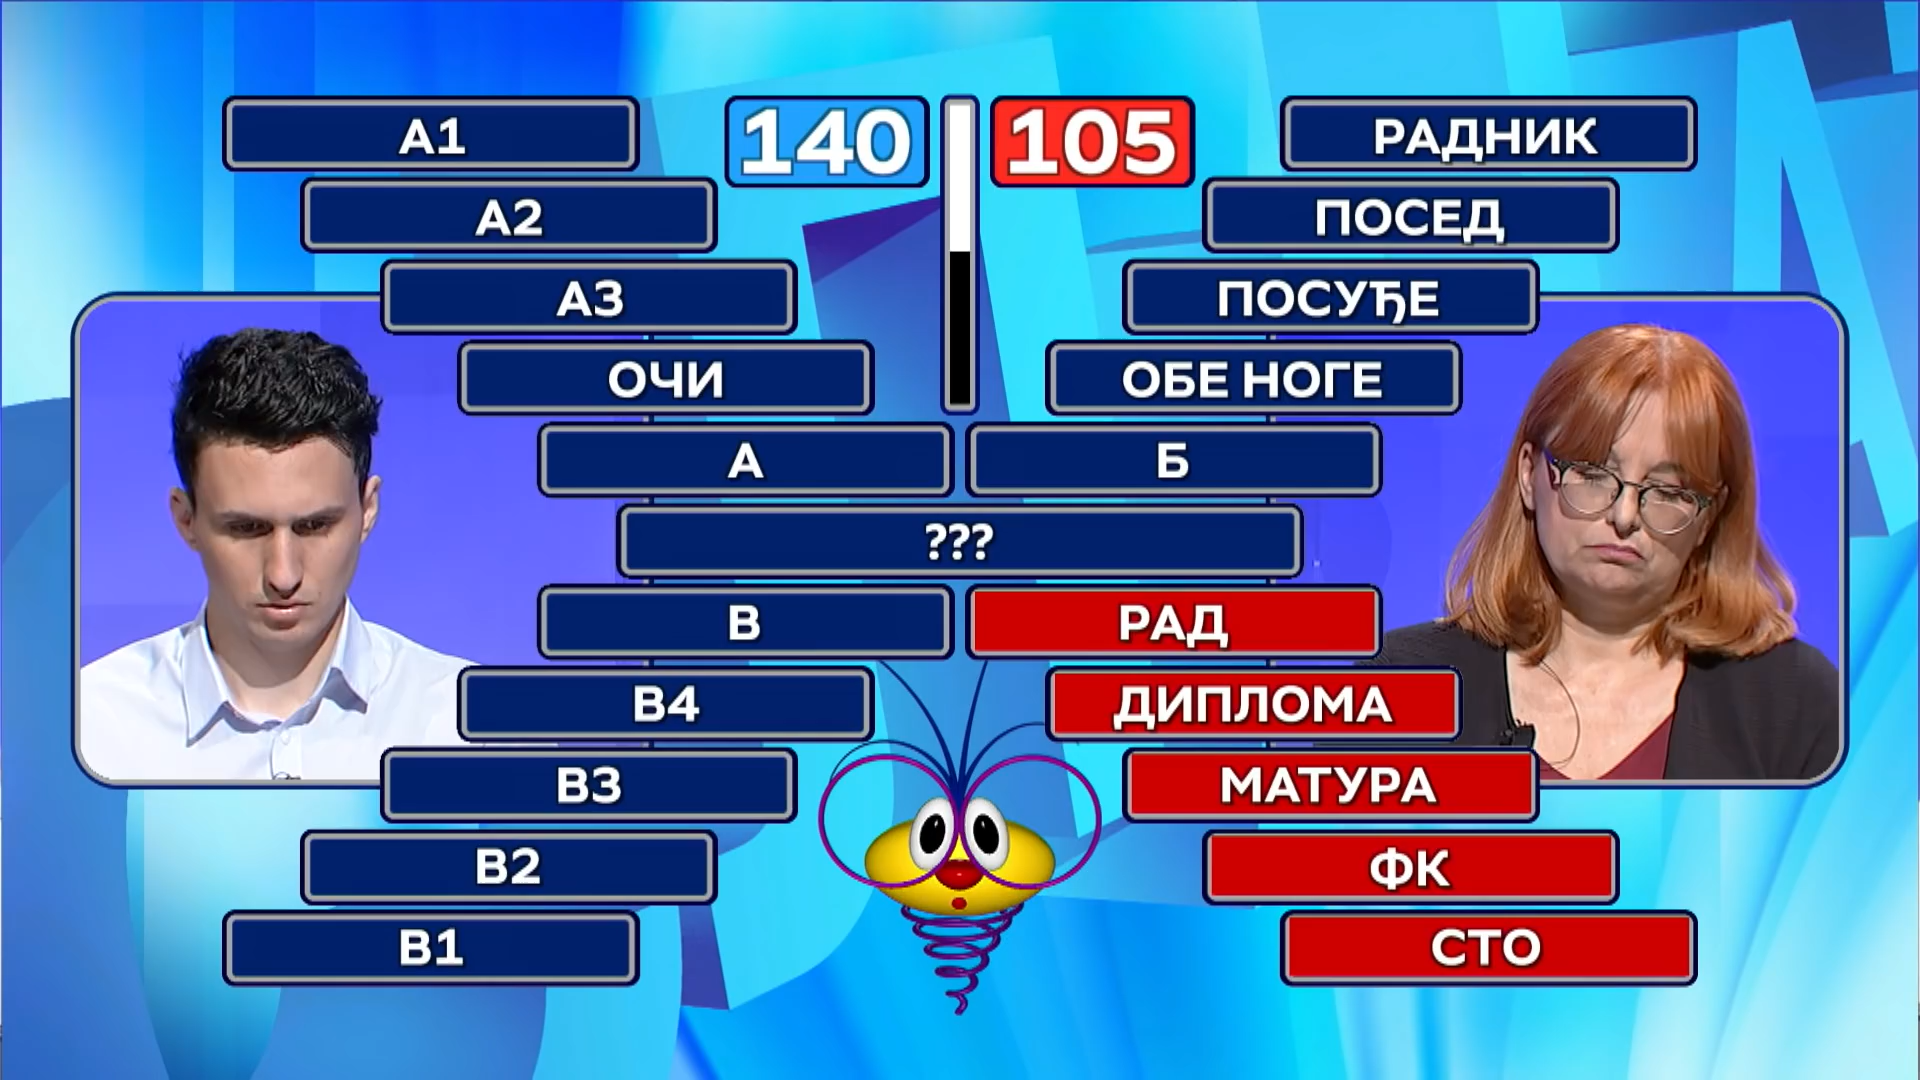 А1
140
105
РАДНИК
А2
ПОСЕД
А3
ПОСУЂЕ
ОЧИ
ОБЕ НОГЕ
А
Б
???
В
РАД
В4
ДИПЛОМА
В3
МАТУРА
В2
ФК
В1
СТО